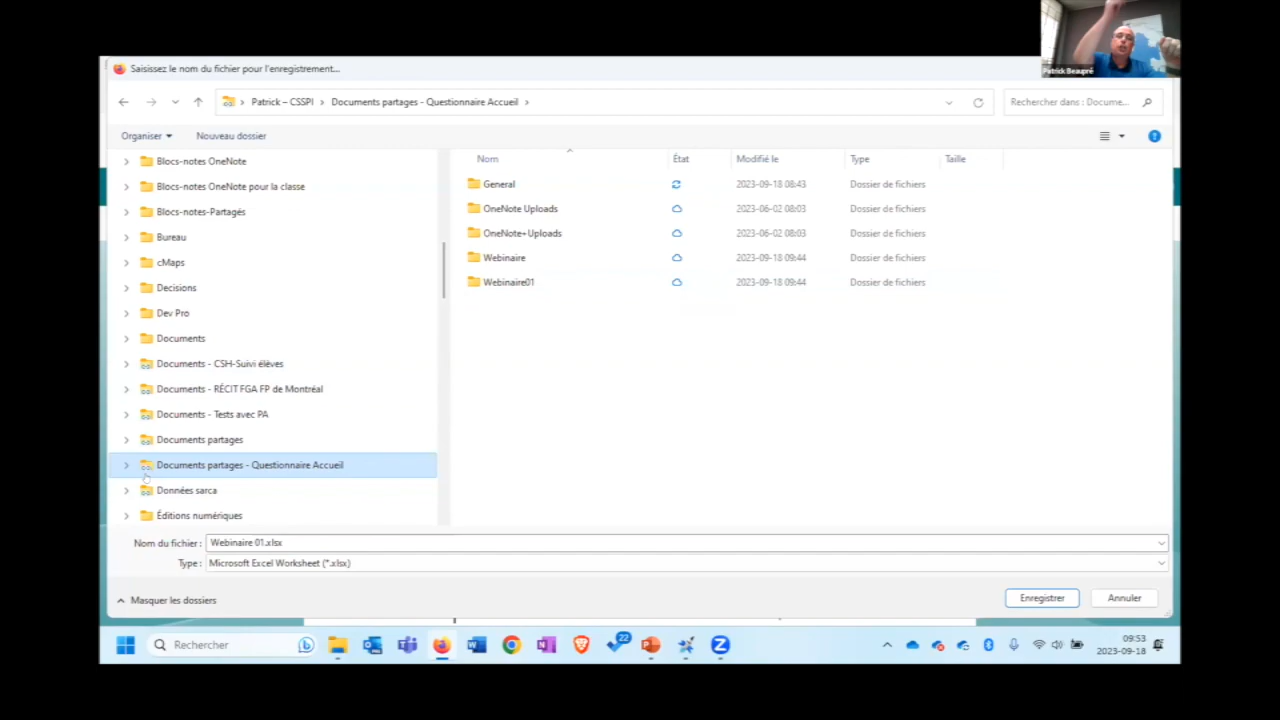 Patrick Beaupré
Saisissez le nom du fichier pour l'enregistrement...
Patrick – CSSPI > Documents partages - Questionnaire Accueil >
Rechercher dans : Docume...
Organiser
Nouveau dossier
Nom État Modifié le Type Taille
Blocs-notes OneNote
Blocs-notes OneNote pour la classe
Blocs-notes-Partagés
Bureau
cMaps
Decisions
Dev Pro
Documents
Documents - CSH-Suivi élèves
Documents - RÉCIT FGA FP de Montréal
Documents - Tests avec PA
Documents partages
Documents partages - Questionnaire Accueil
Données sarca
Éditions numériques
General 2023-09-18 08:43 Dossier de fichiers
OneNote Uploads 2023-06-02 08:03 Dossier de fichiers
OneNote+Uploads 2023-06-02 08:03 Dossier de fichiers
Webinaire 2023-09-18 09:44 Dossier de fichiers
Webinaire01 2023-09-18 09:44 Dossier de fichiers
Nom du fichier : Webinaire 01.xlsx
Type : Microsoft Excel Worksheet (*.xlsx)
Masquer les dossiers
Enregistrer
Annuler
Rechercher
22
09:53
2023-09-18